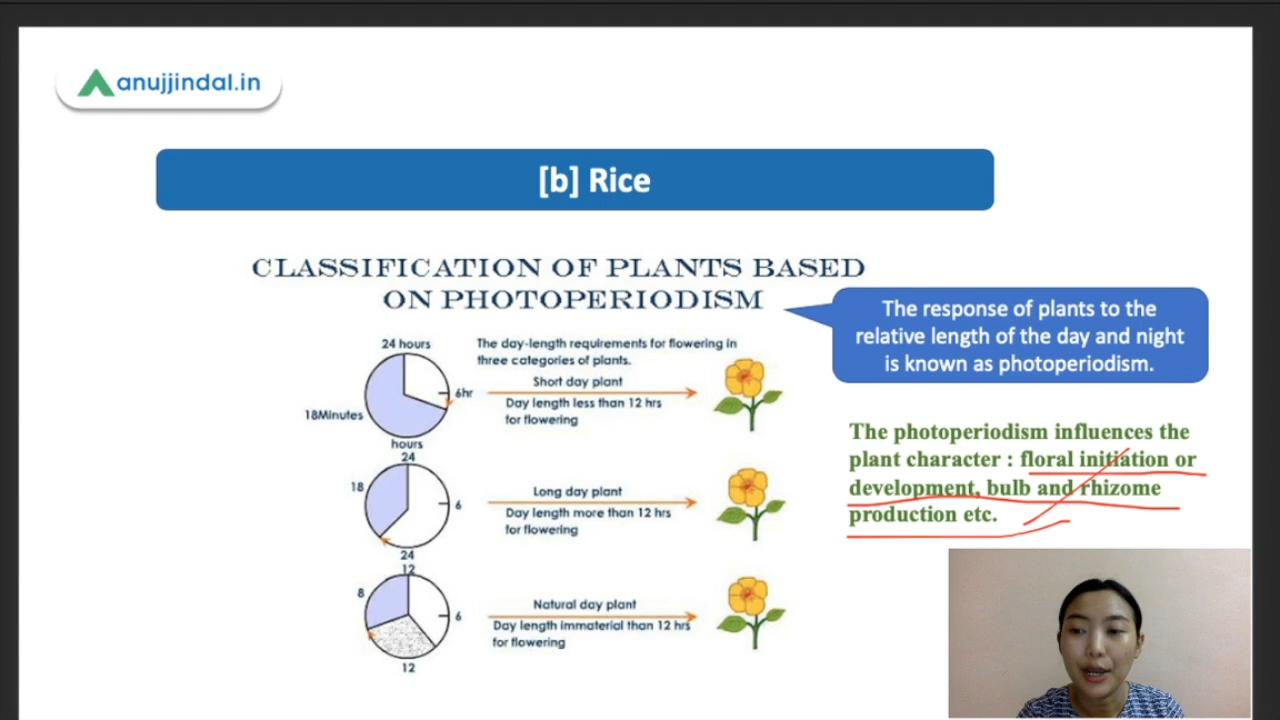 anujjindal.in
[b] Rice
CLASSIFICATION OF PLANTS BASED
ON PHOTOPERIODISM
The response of plants to the
relative length of the day and night
is known as photoperiodism.
24 hours
The day-length requirements for flowering in
three categories of plants.
Short day plant
6hr
Day length less than 12 hrs
for flowering
18Minutes
hours
24
18
Long day plant
6
Day length more than 12 hrs
for flowering
24
12
8
Natural day plant
6
Day length immaterial than 12 hrs
for flowering
12
The photoperiodism influences the
plant character : floral initiation or
development, bulb and rhizome
production etc.